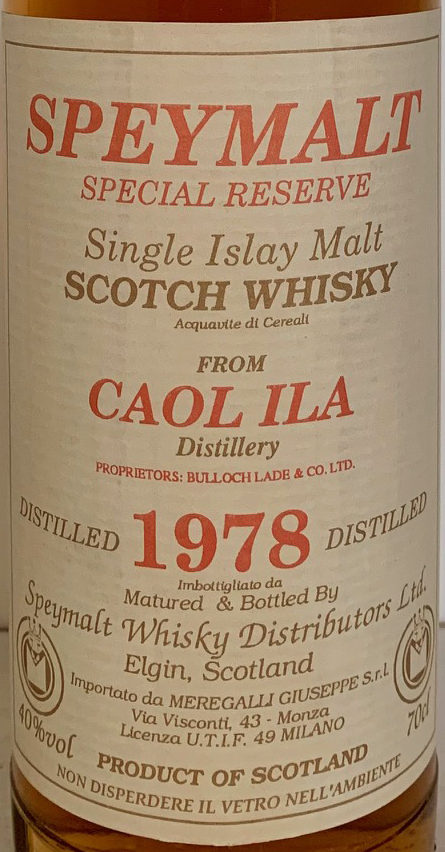 SPEYMALT
SPECIAL RESERVE
Single Islay Malt
SCOTCH WHISKY
Acquavite di Cereali
FROM
CAOL ILA
Distillery
PROPRIETORS: BULLOCH LADE & CO. LTD.
DISTILLED 1978 DISTILLED
Imbottigliato da
Matured & Bottled By
Speymalt Whisky Distributors Ltd.
Elgin, Scotland
Importato da MEREGALLI GIUSEPPE S.r.l.
Via Visconti, 43 - Monza
Licenza U.T.I.F. 49 MILANO
40%vol
70cl
PRODUCT OF SCOTLAND
NON DISPERDERE IL VETRO NELL'AMBIENTE